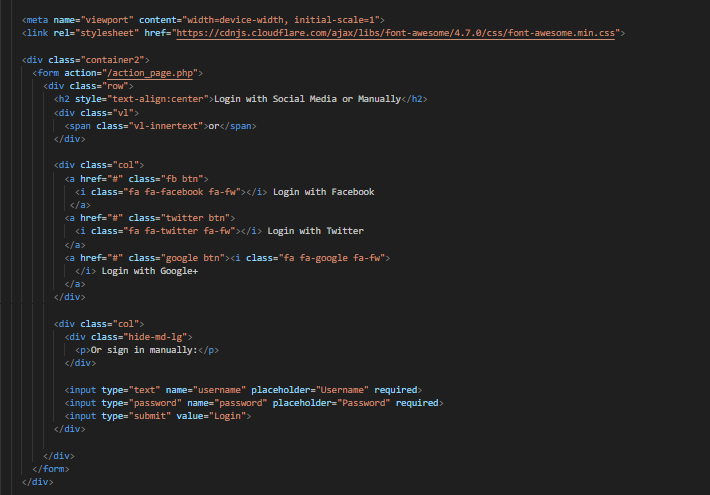 <meta name="viewport" content="width=device-width, initial-scale=1">
<link rel="stylesheet" href="https://cdnjs.cloudflare.com/ajax/libs/font-awesome/4.7.0/css/font-awesome.min.css">

<div class="container2">
  <form action="/action_page.php">
    <div class="row">
      <h2 style="text-align:center">Login with Social Media or Manually</h2>
      <div class="vl">
        <span class="vl-innertext">or</span>
      </div>

      <div class="col">
        <a href="#" class="fb btn">
          <i class="fa fa-facebook fa-fw"></i> Login with Facebook
         </a>
        <a href="#" class="twitter btn">
          <i class="fa fa-twitter fa-fw"></i> Login with Twitter
        </a>
        <a href="#" class="google btn"><i class="fa fa-google fa-fw">
          </i> Login with Google+
        </a>
      </div>

      <div class="col">
        <div class="hide-md-lg">
          <p>Or sign in manually:</p>
        </div>

        <input type="text" name="username" placeholder="Username" required>
        <input type="password" name="password" placeholder="Password" required>
        <input type="submit" value="Login">
      </div>

    </div>
  </form>
</div>